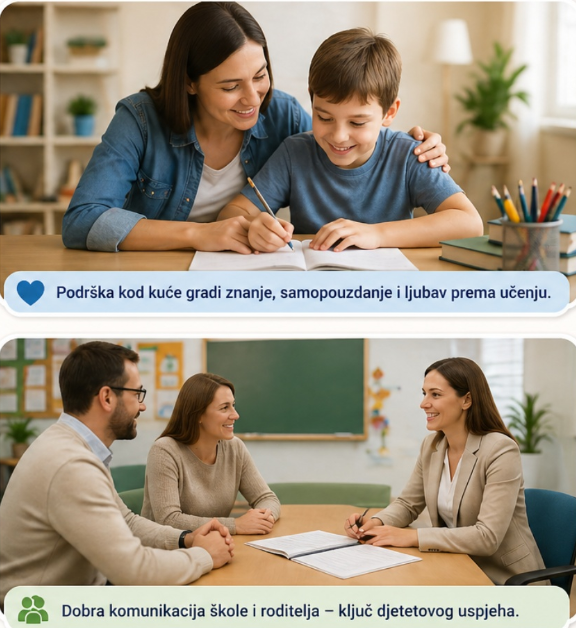 Podrška kod kuće gradi znanje, samopouzdanje i ljubav prema učenju.
Dobra komunikacija škole i roditelja – ključ djetetovog uspjeha.